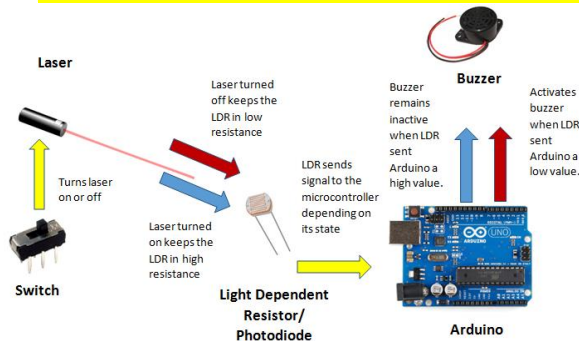 Laser
Laser turned
off keeps the
LDR in low
resistance
Buzzer
Buzzer
remains
inactive
when LDR
sent
Arduino a
high value.
Activates
buzzer
when LDR
sent
Arduino a
low value.
Turns laser
on or off
Laser turned
on keeps the
LDR in high
resistance
LDR sends
signal to the
microcontroller
depending on
its state
Switch
Light Dependent
Resistor/
Photodiode
UNO
ARDUINO
Arduino